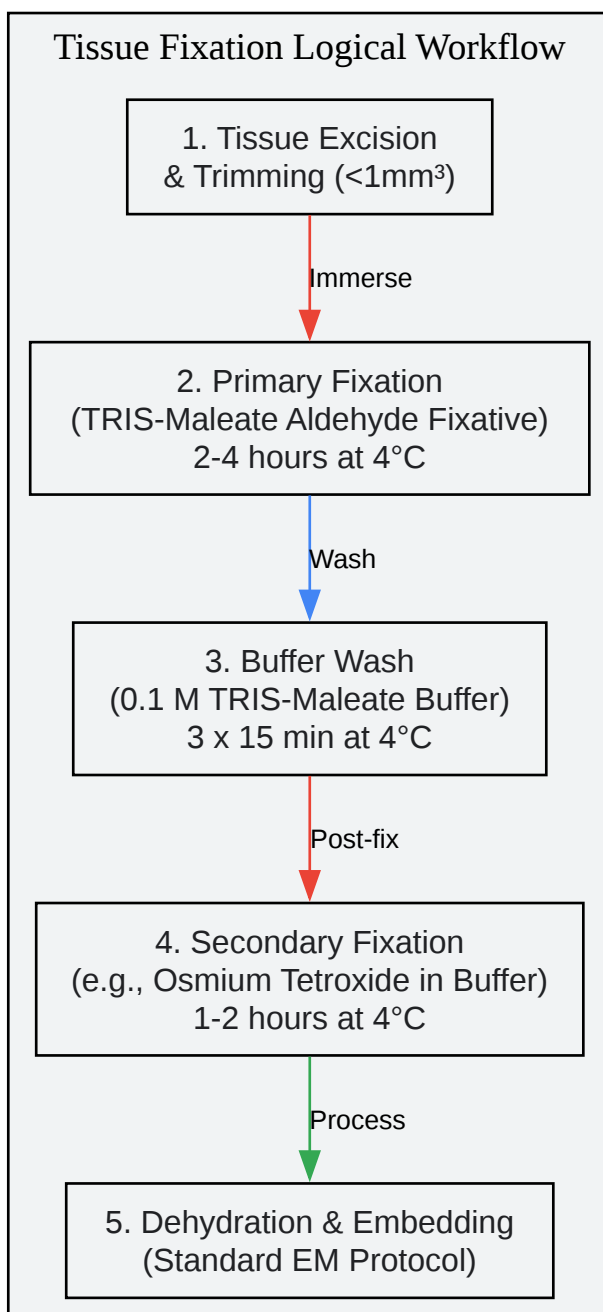 Tissue Fixation Logical Workflow
1. Tissue Excision
& Trimming (<1mm³)
Immerse
2. Primary Fixation
(TRIS-Maleate Aldehyde Fixative)
2-4 hours at 4°C
Wash
3. Buffer Wash
(0.1 M TRIS-Maleate Buffer)
3 x 15 min at 4°C
Post-fix
4. Secondary Fixation
(e.g., Osmium Tetroxide in Buffer)
1-2 hours at 4°C
Process
5. Dehydration & Embedding
(Standard EM Protocol)